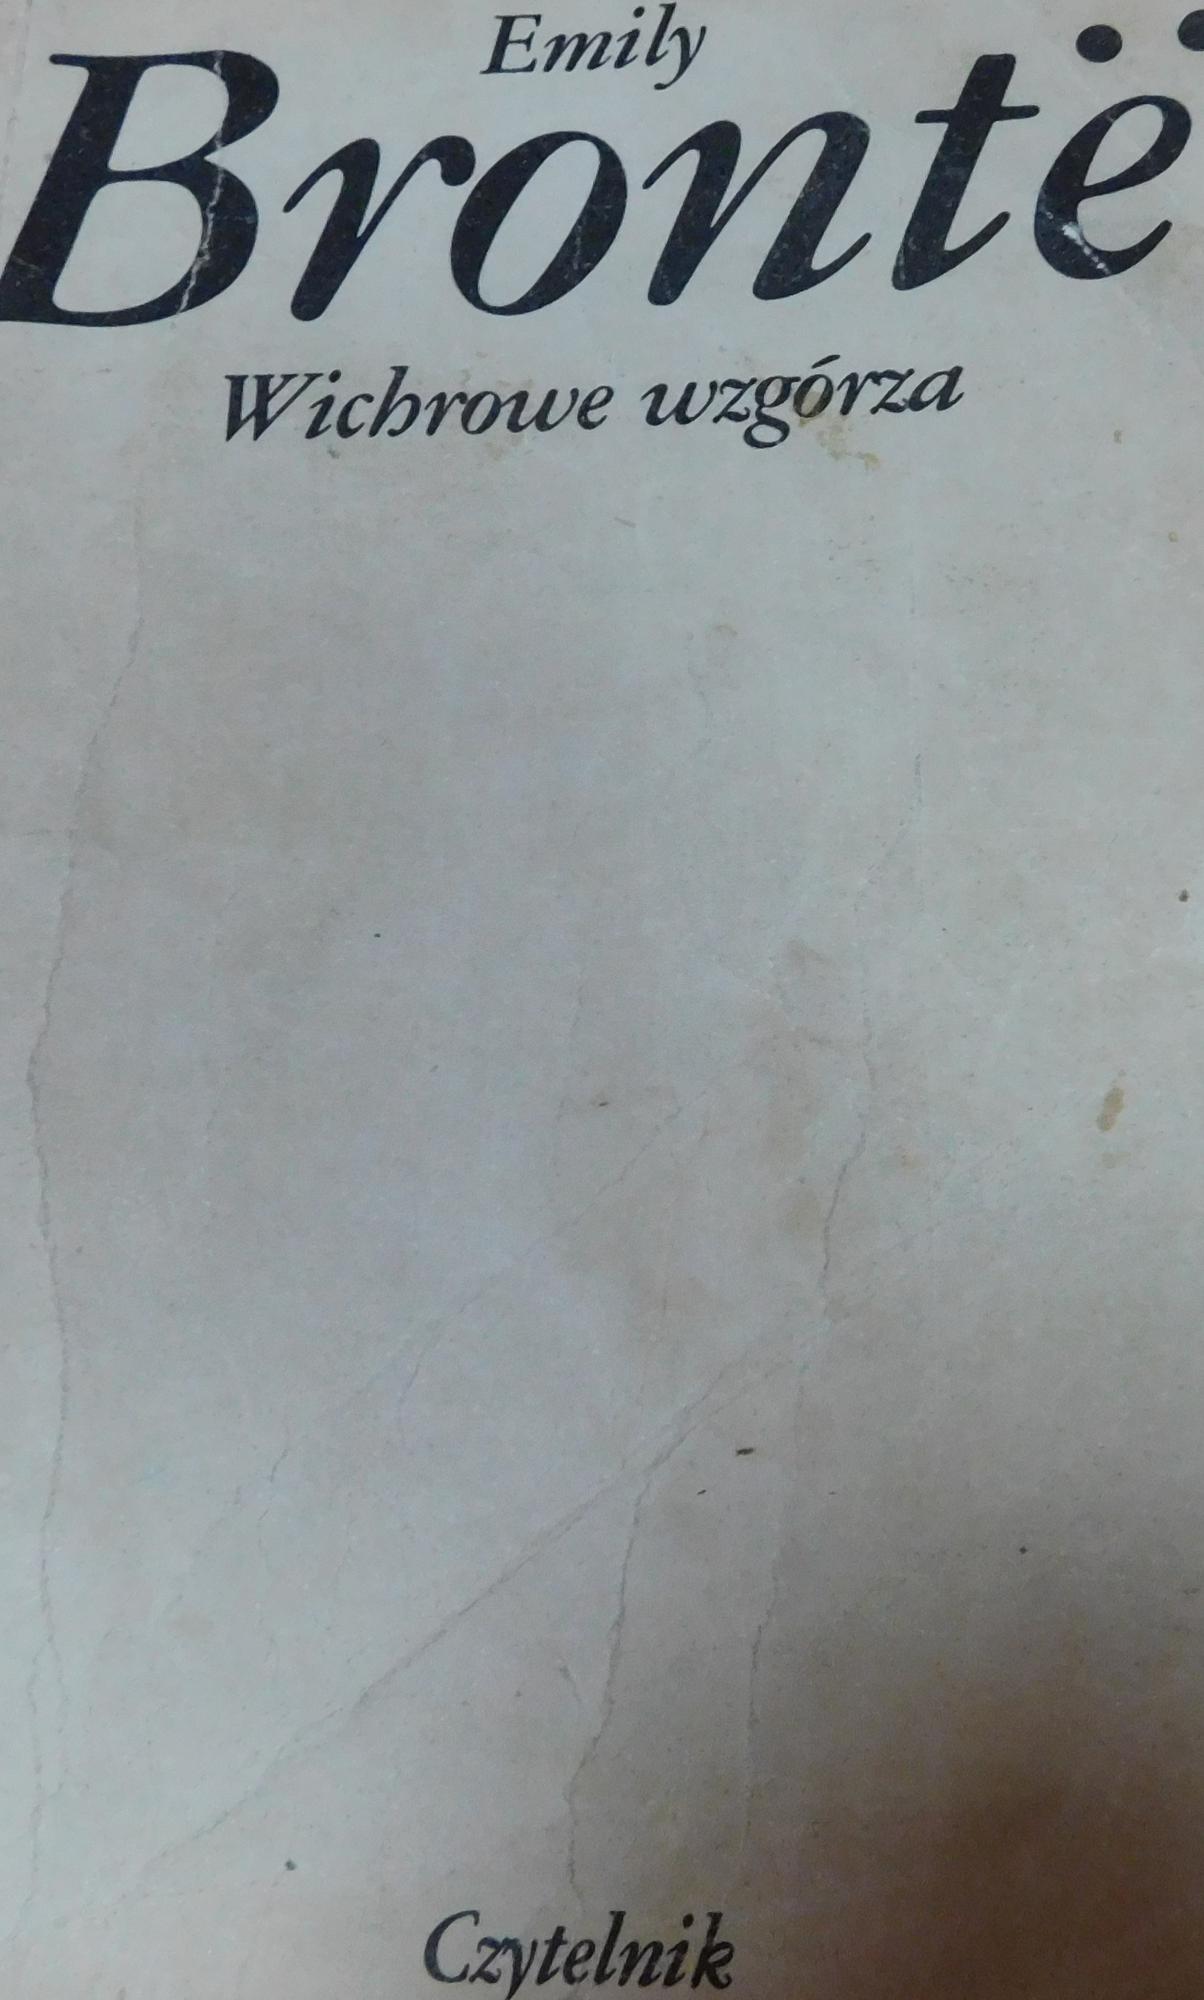 Emily
Brontë
Wichrowe wzgórza
Czytelnik